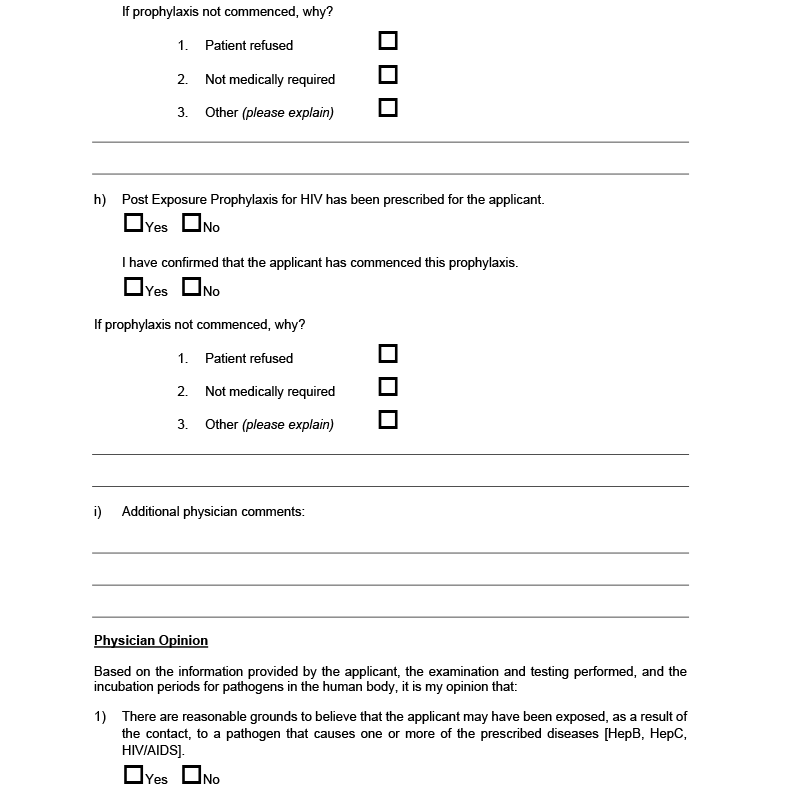 If prophylaxis not commenced, why?
1. Patient refused
2. Not medically required
3. Other (please explain)
h) Post Exposure Prophylaxis for HIV has been prescribed for the applicant.
Yes No
I have confirmed that the applicant has commenced this prophylaxis.
Yes No
If prophylaxis not commenced, why?
1. Patient refused
2. Not medically required
3. Other (please explain)
i) Additional physician comments:
Physician Opinion
Based on the information provided by the applicant, the examination and testing performed, and the
incubation periods for pathogens in the human body, it is my opinion that:
1) There are reasonable grounds to believe that the applicant may have been exposed, as a result of
the contact, to a pathogen that causes one or more of the prescribed diseases [HepB, HepC,
HIV/AIDS].
Yes No